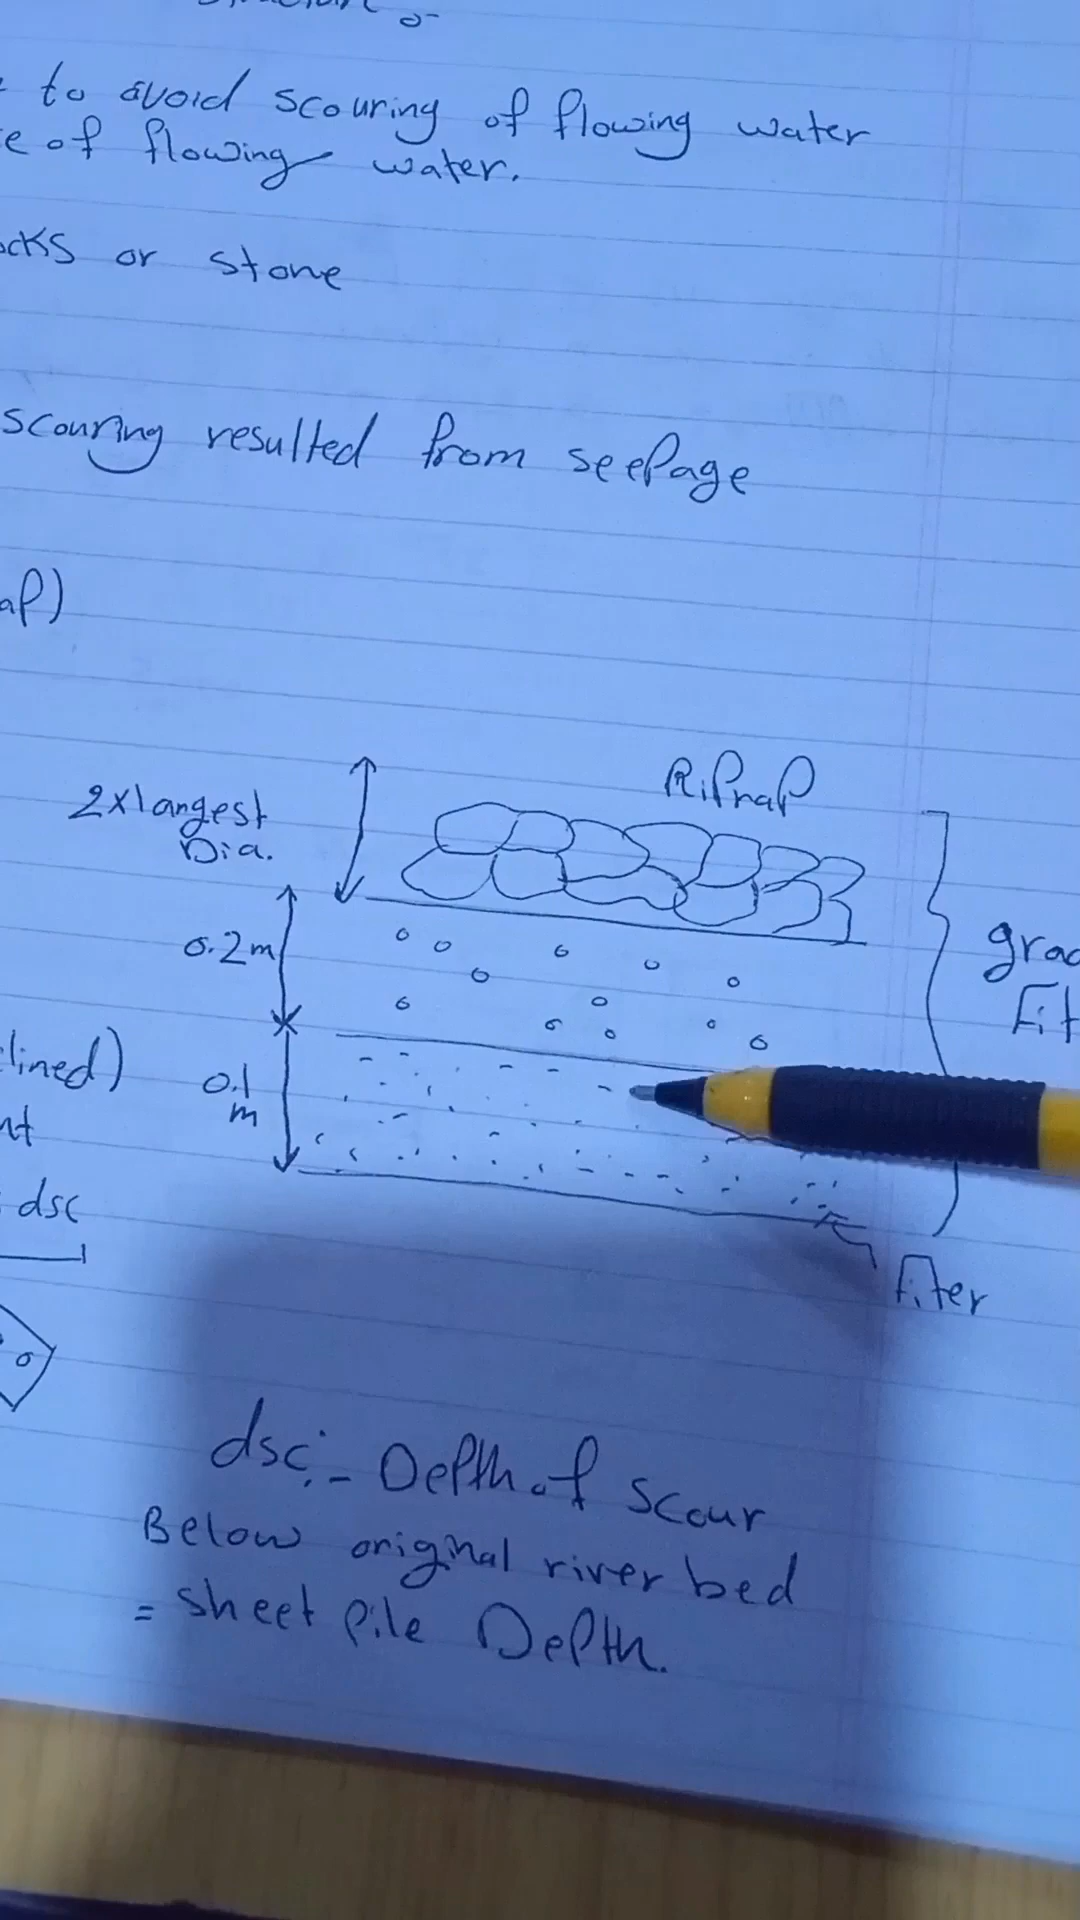 to avoid scouring of flowing water
e of flowing water.
ocks or stone
scouring resulted from seepage
ap)
RipRap
2xlargest
Dia.
0.2m
grad
Fil
lined)
0.1
m
nt
dsc
filter
dsc:- Depth of scour
Below original river bed
= sheet pile Depth.